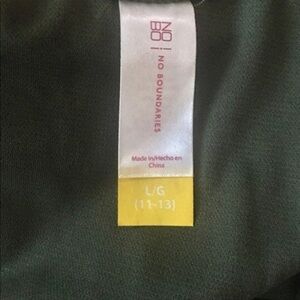 NO
BO
NO BOUNDARIES
Made in/Hecho en
China
L/G
(11-13)